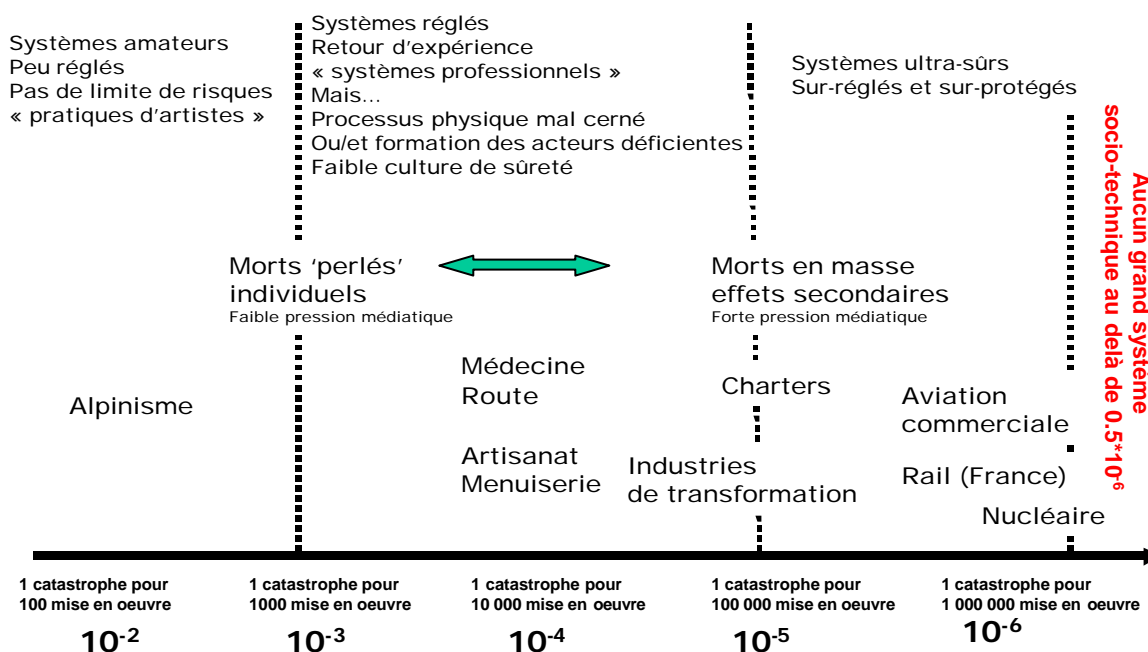 Systèmes amateurs
Peu réglés
Pas de limite de risques
« pratiques d'artistes »
Systèmes réglés
Retour d'expérience
« systèmes professionnels »
Mais…
Processus physique mal cerné
Ou/et formation des acteurs déficientes
Faible culture de sûreté
Systèmes ultra-sûrs
Sur-réglés et sur-protégés
Aucun grand système
socio-technique au delà de 0.5*10-6
Morts 'perlés'
individuels
Faible pression médiatique
Morts en masse
effets secondaires
Forte pression médiatique
Alpinisme
Médecine
Route
Artisanat
Menuiserie
Charters
Industries
de transformation
Aviation
commerciale
Rail (France)
Nucléaire
1 catastrophe pour
100 mise en oeuvre
10-2
1 catastrophe pour
1000 mise en oeuvre
10-3
1 catastrophe pour
10 000 mise en oeuvre
10-4
1 catastrophe pour
100 000 mise en oeuvre
10-5
1 catastrophe pour
1 000 000 mise en oeuvre
10-6